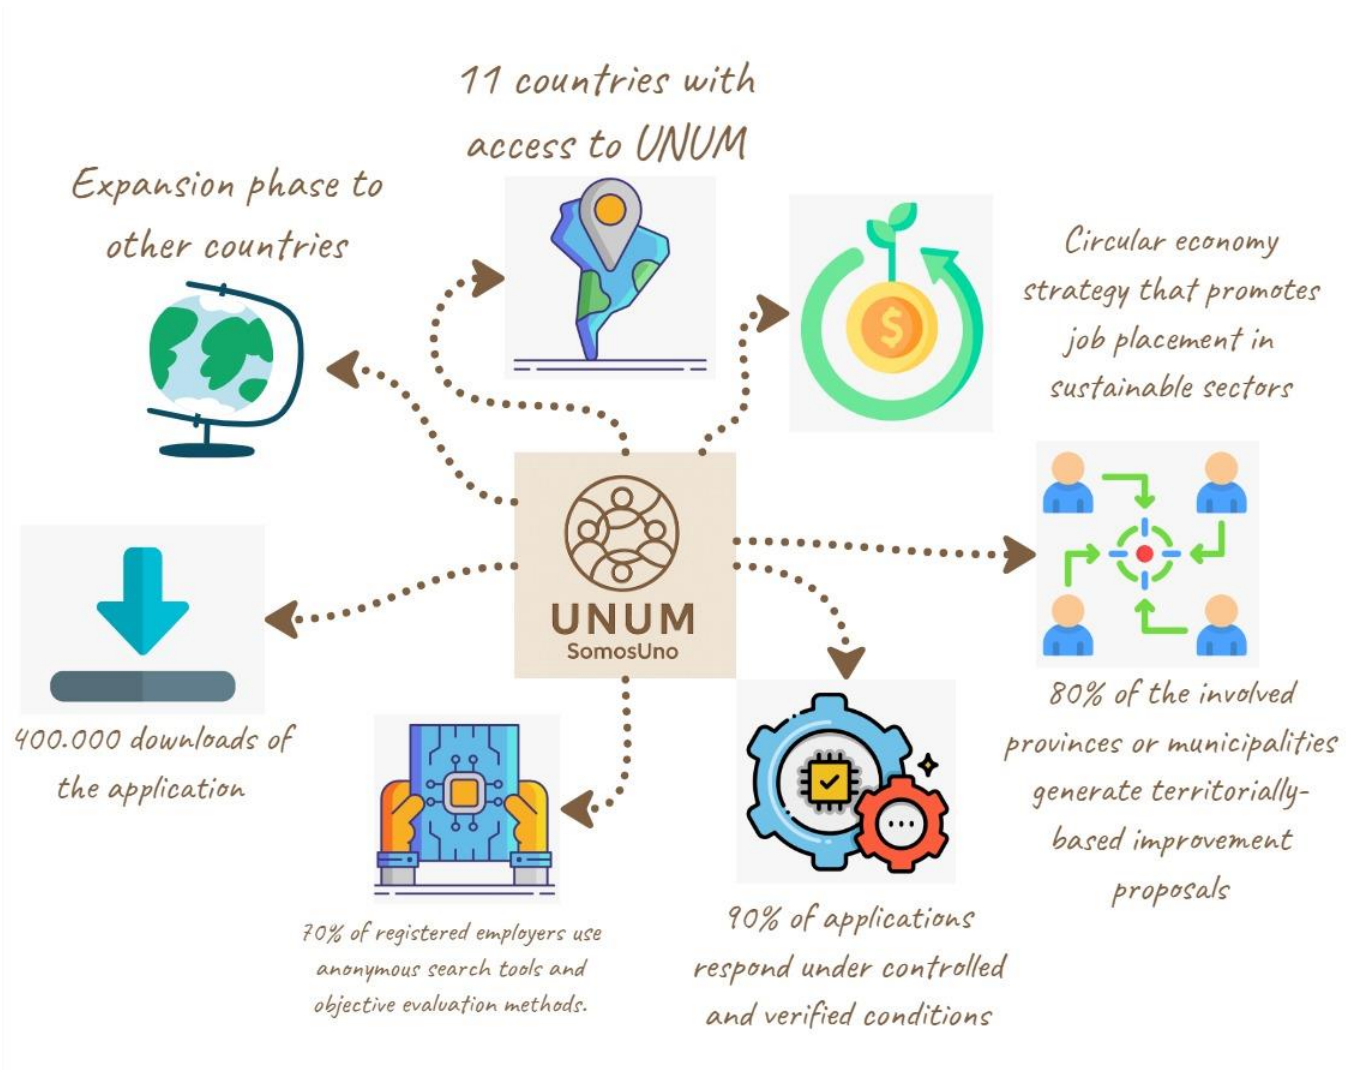 11 countries with
access to UNUM
Expansion phase to
other countries
Circular economy
strategy that promotes
job placement in
sustainable sectors
$
UNUM
SomosUno
400.000 downloads of
the application
80% of the involved
provinces or municipalities
generate territorially-
based improvement
proposals
70% of registered employers use
anonymous search tools and
objective evaluation methods.
90% of applications
respond under controlled
and verified conditions